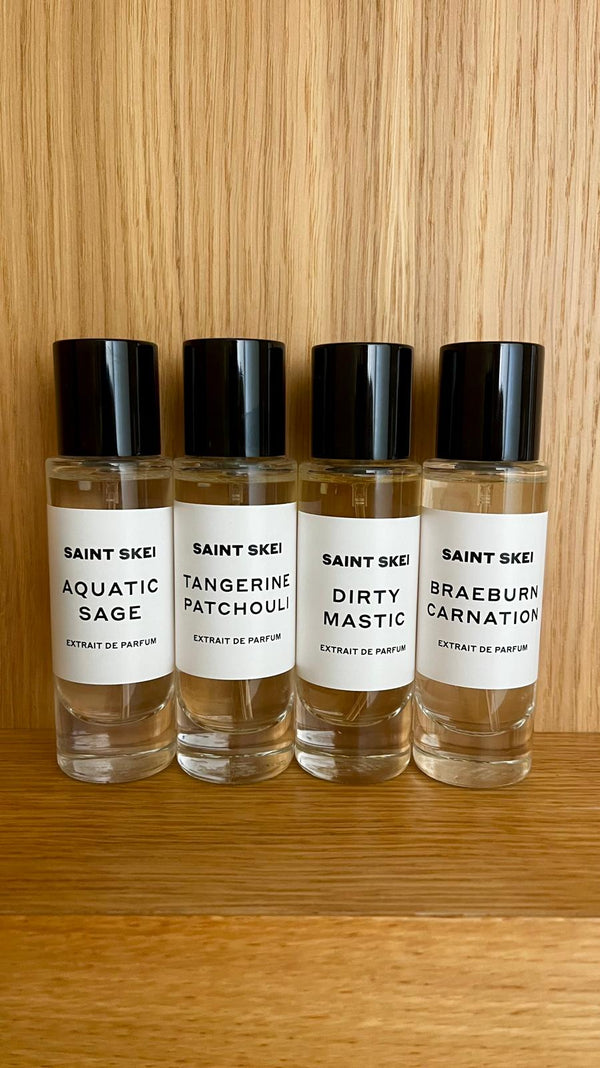 SAINT SKEI
AQUATIC
SAGE
EXTRAIT DE PARFUM
SAINT SKEI
TANGERINE
PATCHOULI
EXTRAIT DE PARFUM
SAINT SKEI
DIRTY
MASTIC
EXTRAIT DE PARFUM
SAINT SKEI
BRAEBURN
CARNATION
EXTRAIT DE PARFUM